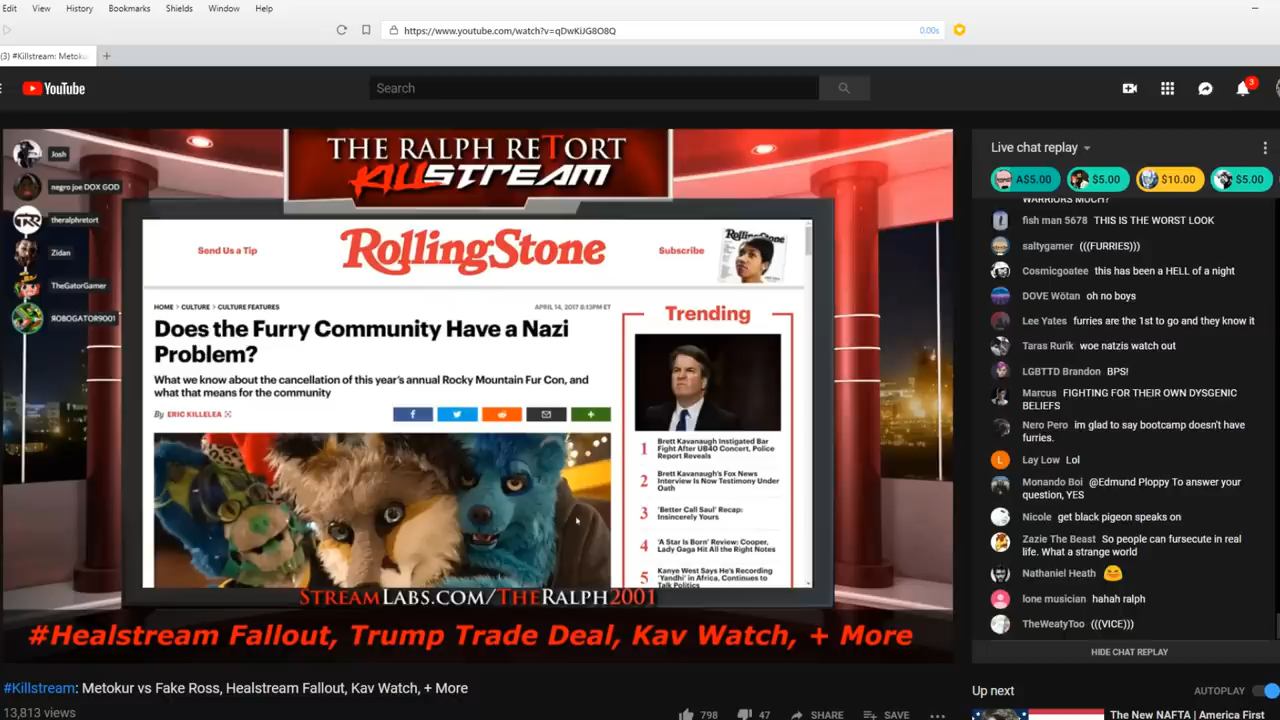 Edit View History Bookmarks Shields Window Help
https://www.youtube.com/watch?v=qDwKiJG8O8Q 0.00s
(3) #Killstream: Metoku
YouTube
Search
3
THE RALPH RETORT
KILLSTREAM
Josh
negro joe DOX GOD
TRR theralphretort
Zidan
TheGatorGamer
ЯOBOGATOR9001
Send Us a Tip
RollingStone
Subscribe
RollingStone
HOME > CULTURE > CULTURE FEATURES
APRIL 14, 2017 8:13PM ET
Does the Furry Community Have a Nazi
Problem?
What we know about the cancellation of this year's annual Rocky Mountain Fur Con, and
what that means for the community
By ERIC KILLELEA
Trending
1 Brett Kavanaugh Instigated Bar
Fight After UB40 Concert, Police
Report Reveals
2 Brett Kavanaugh's Fox News
Interview Is Now Testimony Under
Oath
3 'Better Call Saul' Recap:
Insincerely Yours
4 'A Star Is Born' Review: Cooper,
Lady Gaga Hit All the Right Notes
5 Kanye West Says He's Recording
'Yandhi' in Africa, Continues to
Talk Politics
STREAMLABS.COM/THERALPH2001
#Healstream Fallout, Trump Trade Deal, Kav Watch, + More
#Killstream: Metokur vs Fake Ross, Healstream Fallout, Kav Watch, + More
13,813 views
798 47 SHARE SAVE
Live chat replay
A$5.00 $5.00 $10.00 $5.00
WARRIORS MUCH?
fish man 5678 THIS IS THE WORST LOOK
saltygamer (((FURRIES)))
Cosmicgoatee this has been a HELL of a night
DOVE Wōtan oh no boys
Lee Yates furries are the 1st to go and they know it
Taras Rurik woe natzis watch out
LGBTTD Brandon BPS!
Marcus FIGHTING FOR THEIR OWN DYSGENIC
BELIEFS
Nero Pero im glad to say bootcamp doesn't have
furries.
L Lay Low Lol
Monando Boi @Edmund Ploppy To answer your
question, YES
Nicole get black pigeon speaks on
Zazie The Beast So people can fursecute in real
life. What a strange world
Nathaniel Heath
lone musician hahah ralph
TheWeatyToo (((VICE)))
HIDE CHAT REPLAY
Up next
AUTOPLAY
The New NAFTA | America First